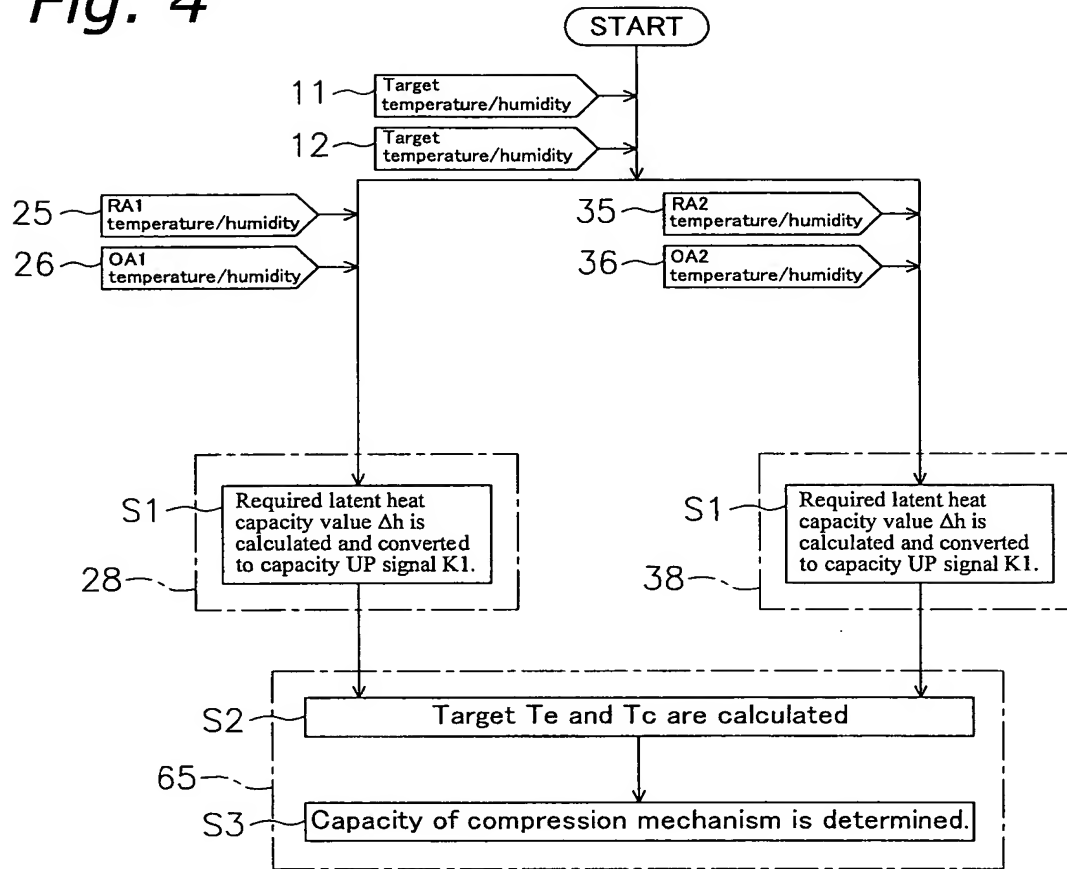 Fig. 4
START
11
Target
temperature/humidity
12
Target
temperature/humidity
25
RA1
temperature/humidity
35
RA2
temperature/humidity
26
OA1
temperature/humidity
36
OA2
temperature/humidity
S1
Required latent heat
capacity value Δh is
calculated and converted
to capacity UP signal K1.
28
S1
Required latent heat
capacity value Δh is
calculated and converted
to capacity UP signal K1.
38
S2
Target Te and Tc are calculated
65
S3
Capacity of compression mechanism is determined.